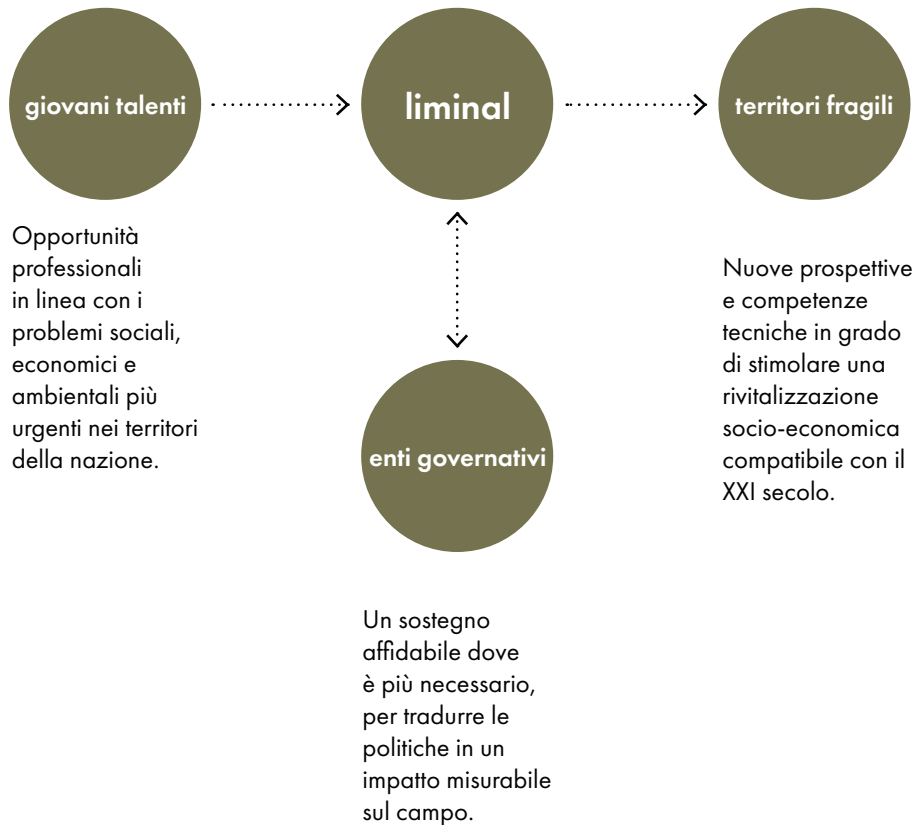 giovani talenti
liminal
territori fragili
Opportunità
professionali
in linea con i
problemi sociali,
economici e
ambientali più
urgenti nei territori
della nazione.
Nuove prospettive
e competenze
tecniche in grado
di stimolare una
rivitalizzazione
socio-economica
compatibile con il
XXI secolo.
enti governativi
Un sostegno
affidabile dove
è più necessario,
per tradurre le
politiche in un
impatto misurabile
sul campo.